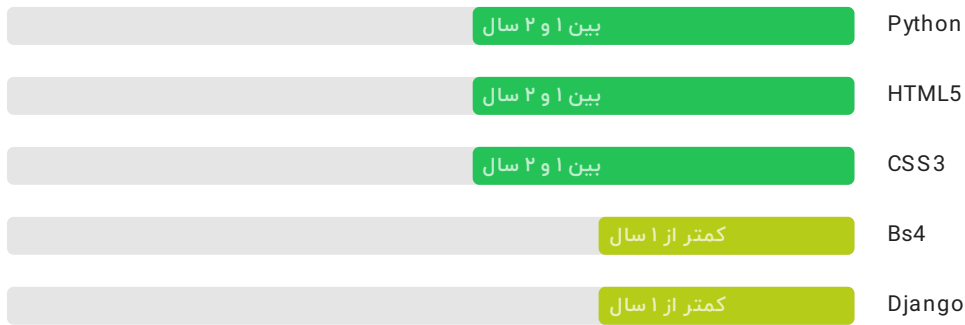 Python بین ۱ و ۲ سال
HTML5 بین ۱ و ۲ سال
CSS3 بین ۱ و ۲ سال
Bs4 کمتر از ۱ سال
Django کمتر از ۱ سال